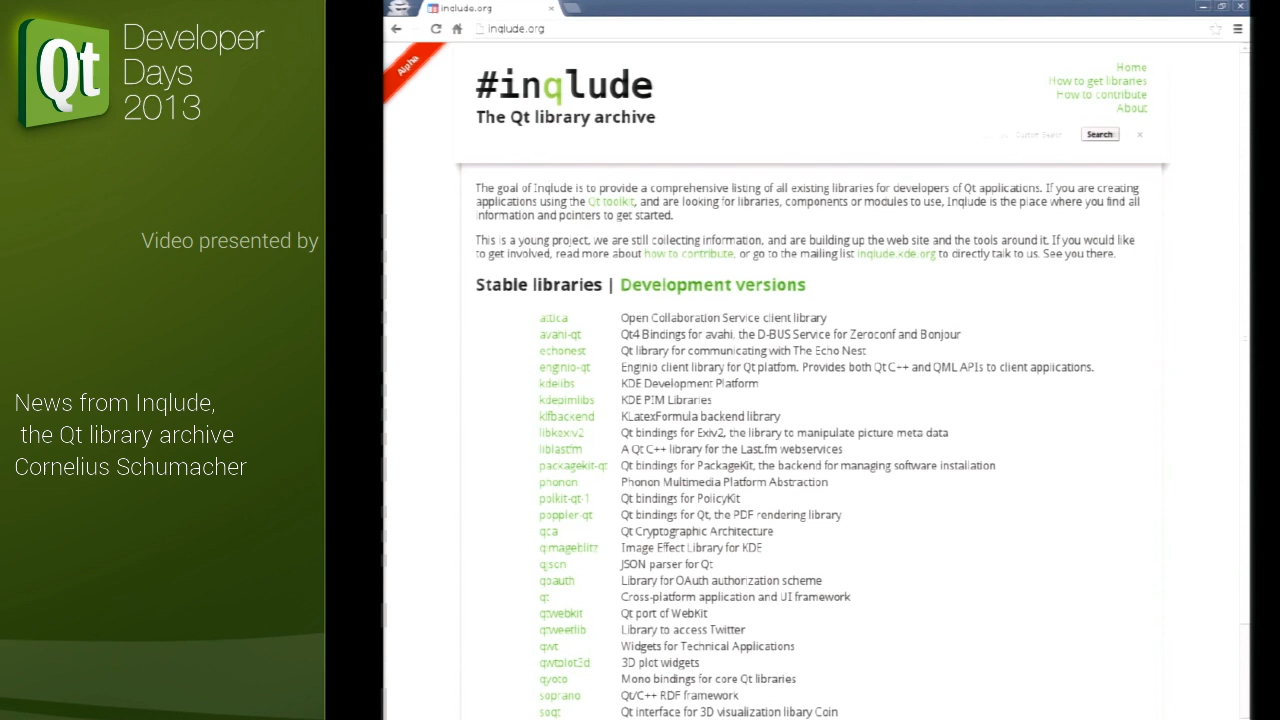 Qt Developer
Days
2013
Video presented by
News from Inqlude,
the Qt library archive
Cornelius Schumacher
inqlude.org
inqlude.org
Alpha
#inqlude
The Qt library archive
Home
How to get libraries
How to contribute
About
Custom Search
Search
The goal of Inqlude is to provide a comprehensive listing of all existing libraries for developers of Qt applications. If you are creating
applications using the Qt toolkit, and are looking for libraries, components or modules to use, Inqlude is the place where you find all
information and pointers to get started.
This is a young project, we are still collecting information, and are building up the web site and the tools around it. If you would like
to get involved, read more about how to contribute, or go to the mailing list inqlude.kde.org to directly talk to us. See you there.
Stable libraries | Development versions
attica Open Collaboration Service client library
avahi-qt Qt4 Bindings for avahi, the D-BUS Service for Zeroconf and Bonjour
echonest Qt library for communicating with The Echo Nest
enginio-qt Enginio client library for Qt platfom. Provides both Qt C++ and QML APIs to client applications.
kdelibs KDE Development Platform
kdepimlibs KDE PIM Libraries
klfbackend KLatexFormula backend library
libkexiv2 Qt bindings for Exiv2, the library to manipulate picture meta data
liblastfm A Qt C++ library for the Last.fm webservices
packagekit-qt Qt bindings for PackageKit, the backend for managing software installation
phonon Phonon Multimedia Platform Abstraction
polkit-qt-1 Qt bindings for PolicyKit
poppler-qt Qt bindings for Qt, the PDF rendering library
qca Qt Cryptographic Architecture
qimageblitz Image Effect Library for KDE
qjson JSON parser for Qt
qoauth Library for OAuth authorization scheme
qt Cross-platform application and UI framework
qtwebkit Qt port of WebKit
qtweetlib Library to access Twitter
qwt Widgets for Technical Applications
qwtplot3d 3D plot widgets
qyoto Mono bindings for core Qt libraries
soprano Qt/C++ RDF framework
soqt Qt interface for 3D visualization libary Coin